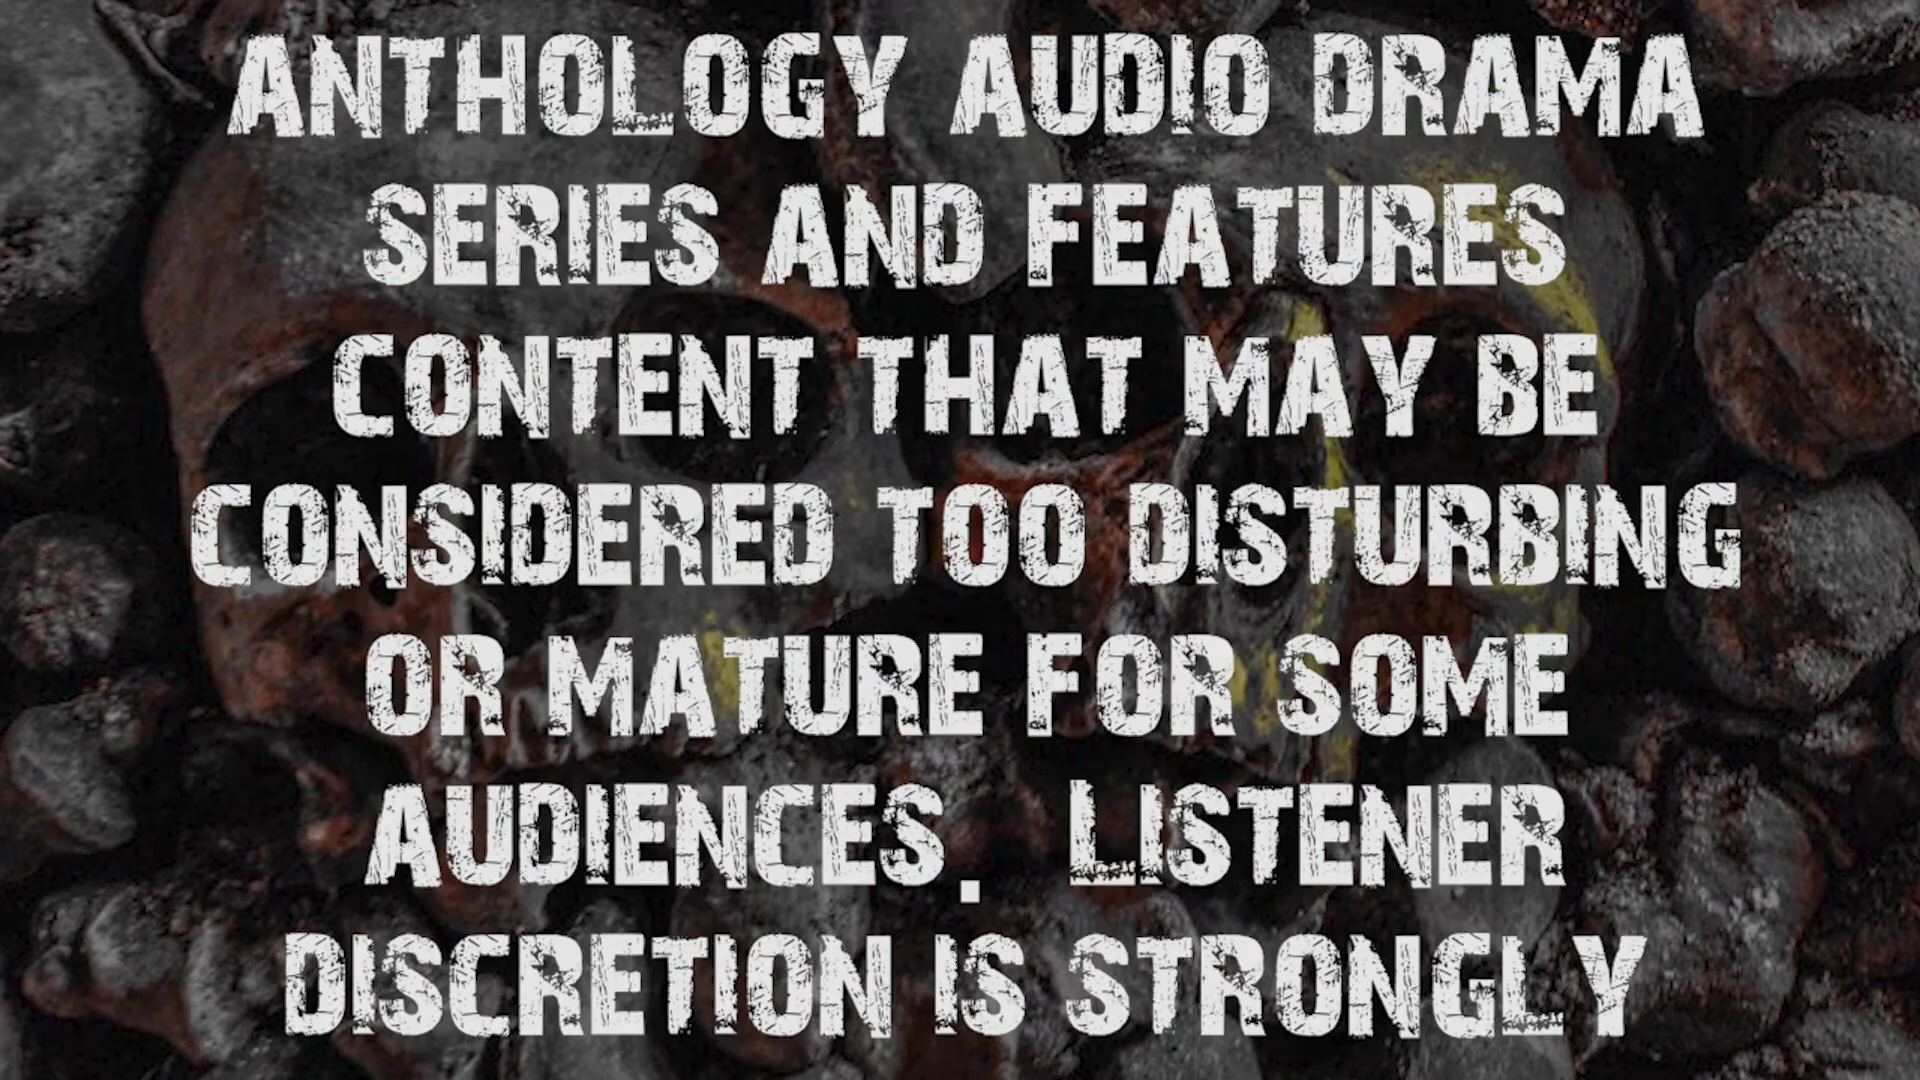 ANTHOLOGY AUDIO DRAMA
SERIES AND FEATURES
CONTENT THAT MAY BE
CONSIDERED TOO DISTURBING
OR MATURE FOR SOME
AUDIENCES. LISTENER
DISCRETION IS STRONGLY